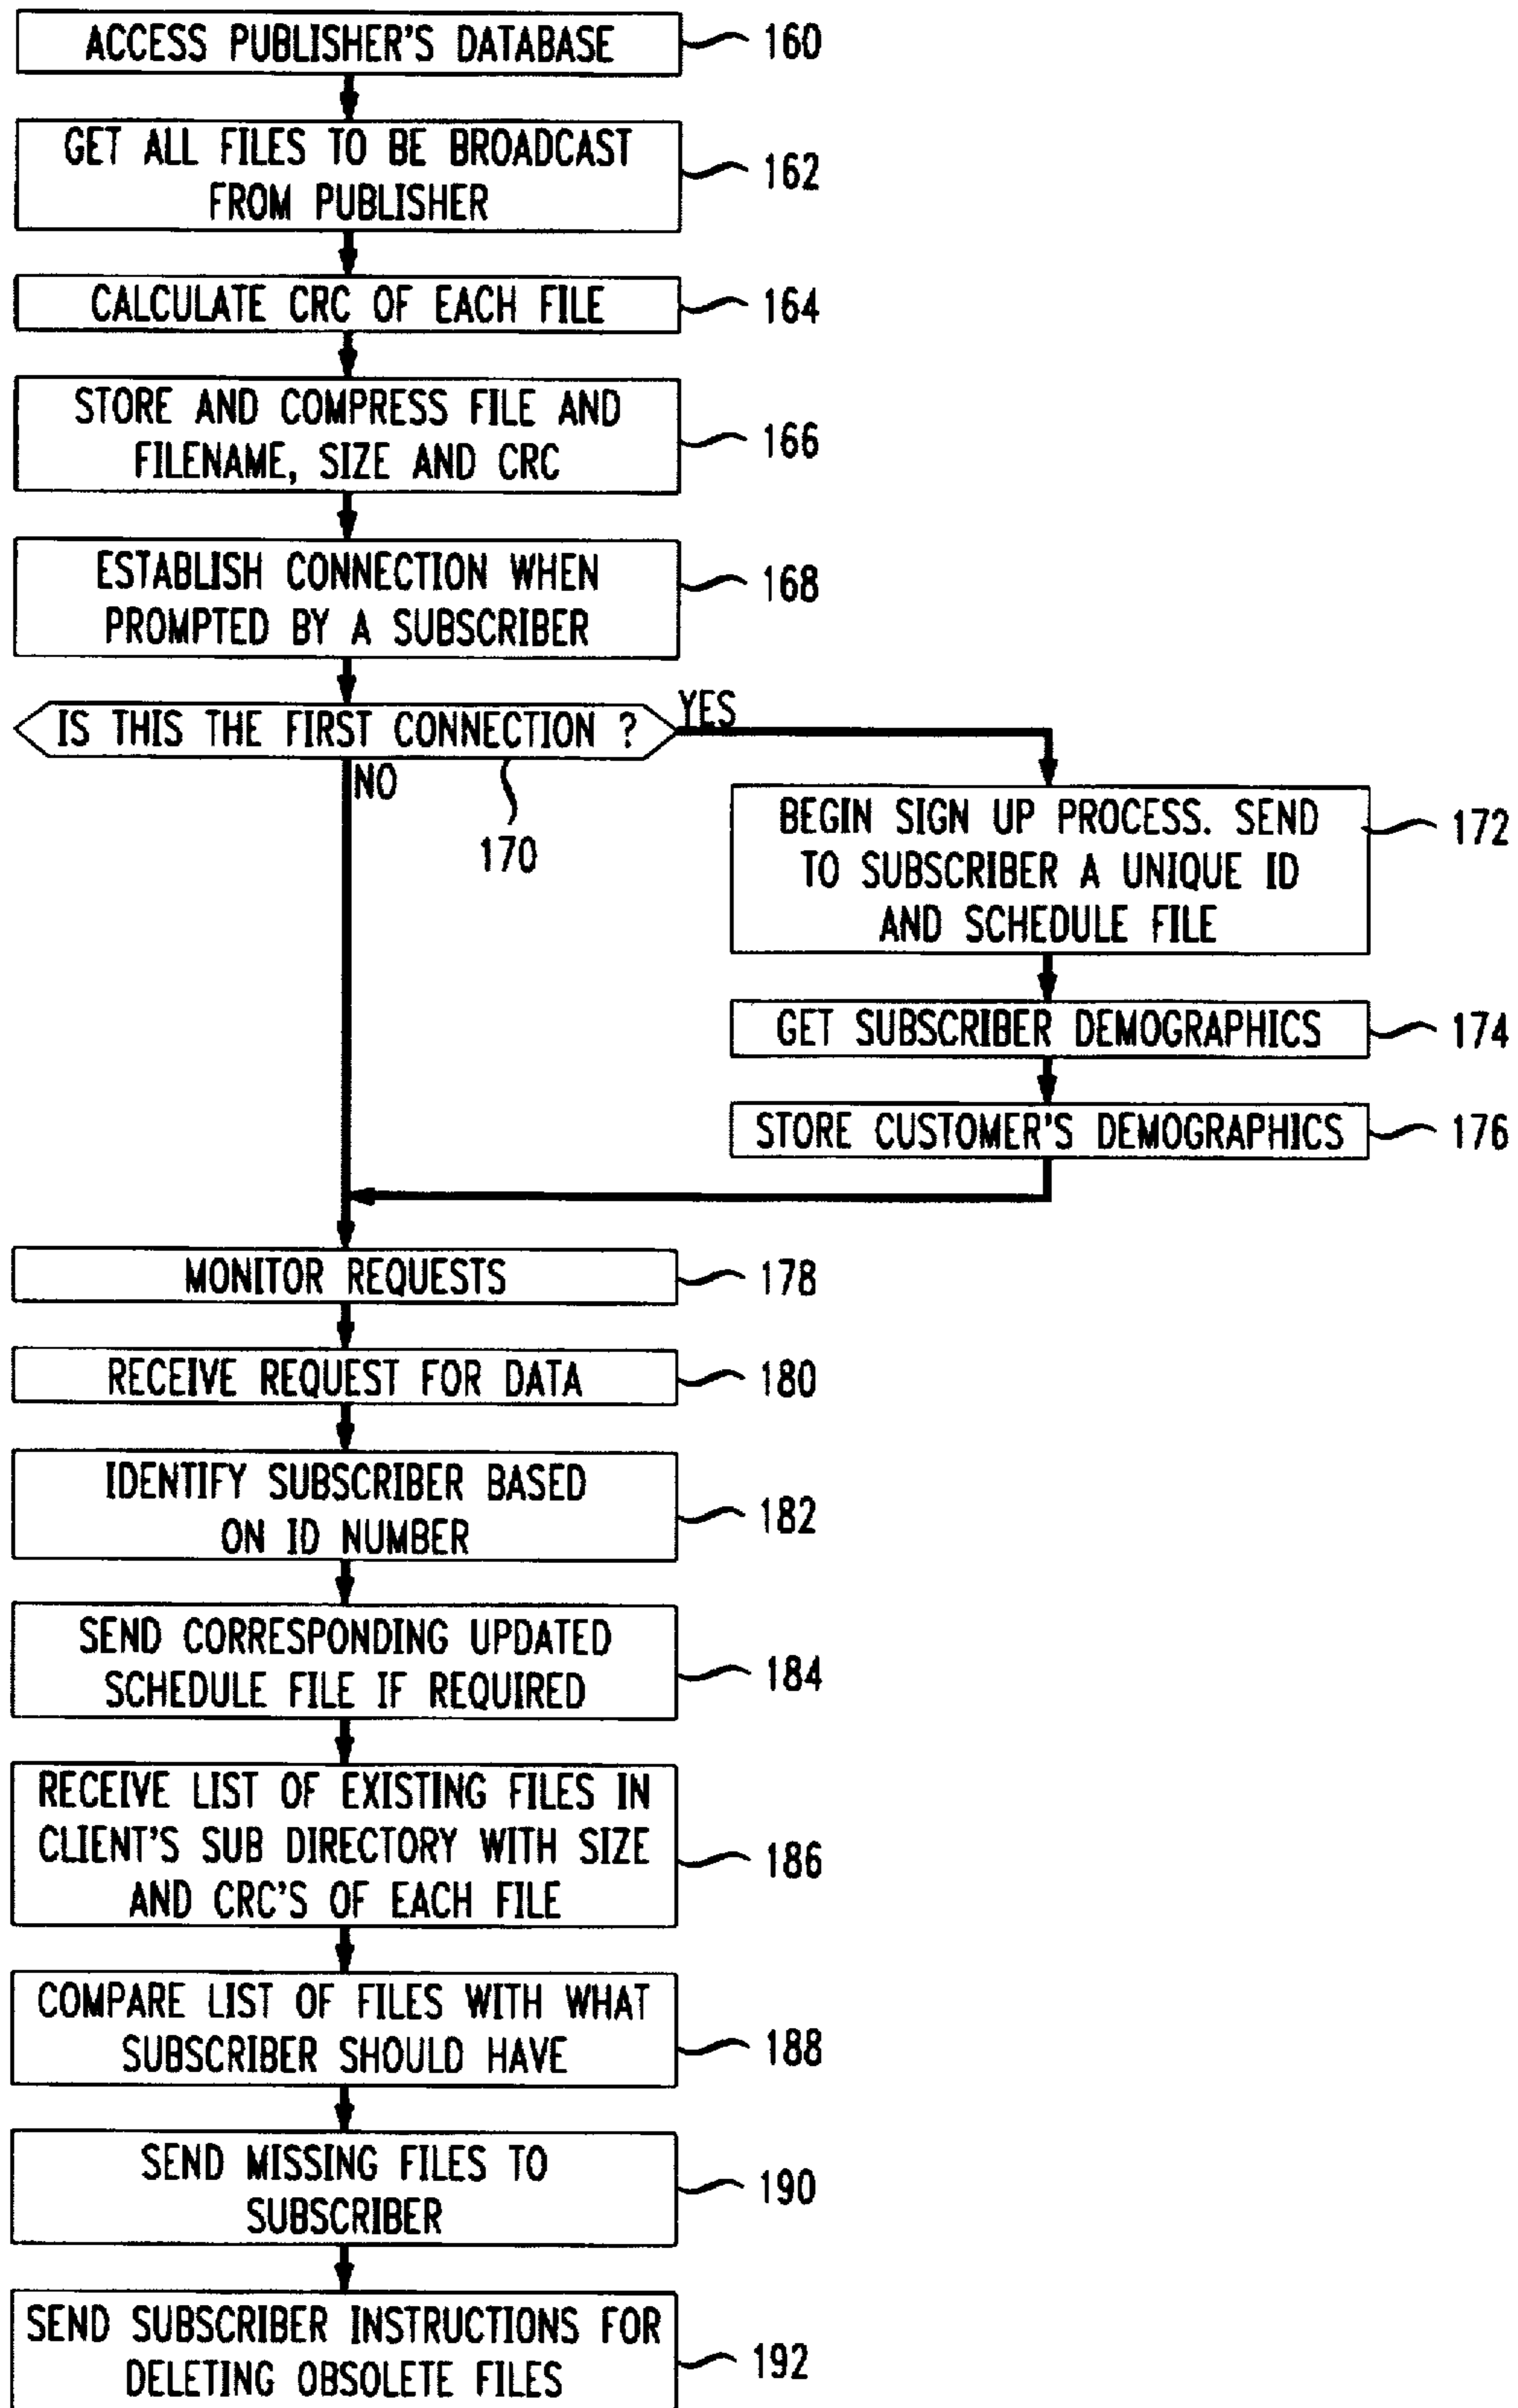 ACCESS PUBLISHER'S DATABASE
160
GET ALL FILES TO BE BROADCAST
FROM PUBLISHER
162
CALCULATE CRC OF EACH FILE
164
STORE AND COMPRESS FILE AND
FILENAME, SIZE AND CRC
166
ESTABLISH CONNECTION WHEN
PROMPTED BY A SUBSCRIBER
168
IS THIS THE FIRST CONNECTION ?
YES
NO
170
BEGIN SIGN UP PROCESS. SEND
TO SUBSCRIBER A UNIQUE ID
AND SCHEDULE FILE
172
GET SUBSCRIBER DEMOGRAPHICS
174
STORE CUSTOMER'S DEMOGRAPHICS
176
MONITOR REQUESTS
178
RECEIVE REQUEST FOR DATA
180
IDENTIFY SUBSCRIBER BASED
ON ID NUMBER
182
SEND CORRESPONDING UPDATED
SCHEDULE FILE IF REQUIRED
184
RECEIVE LIST OF EXISTING FILES IN
CLIENT'S SUB DIRECTORY WITH SIZE
AND CRC'S OF EACH FILE
186
COMPARE LIST OF FILES WITH WHAT
SUBSCRIBER SHOULD HAVE
188
SEND MISSING FILES TO
SUBSCRIBER
190
SEND SUBSCRIBER INSTRUCTIONS FOR
DELETING OBSOLETE FILES
192